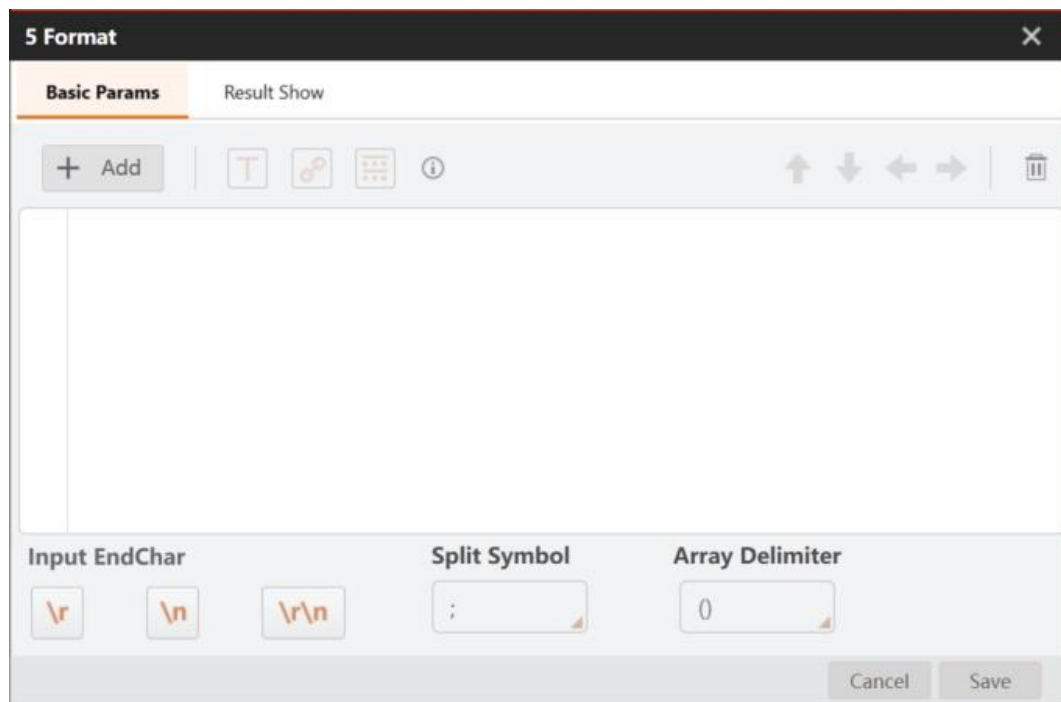 5 Format
Basic Params Result Show
+ Add
Input EndChar Split Symbol Array Delimiter
\r \n \r\n ; ()
Cancel Save